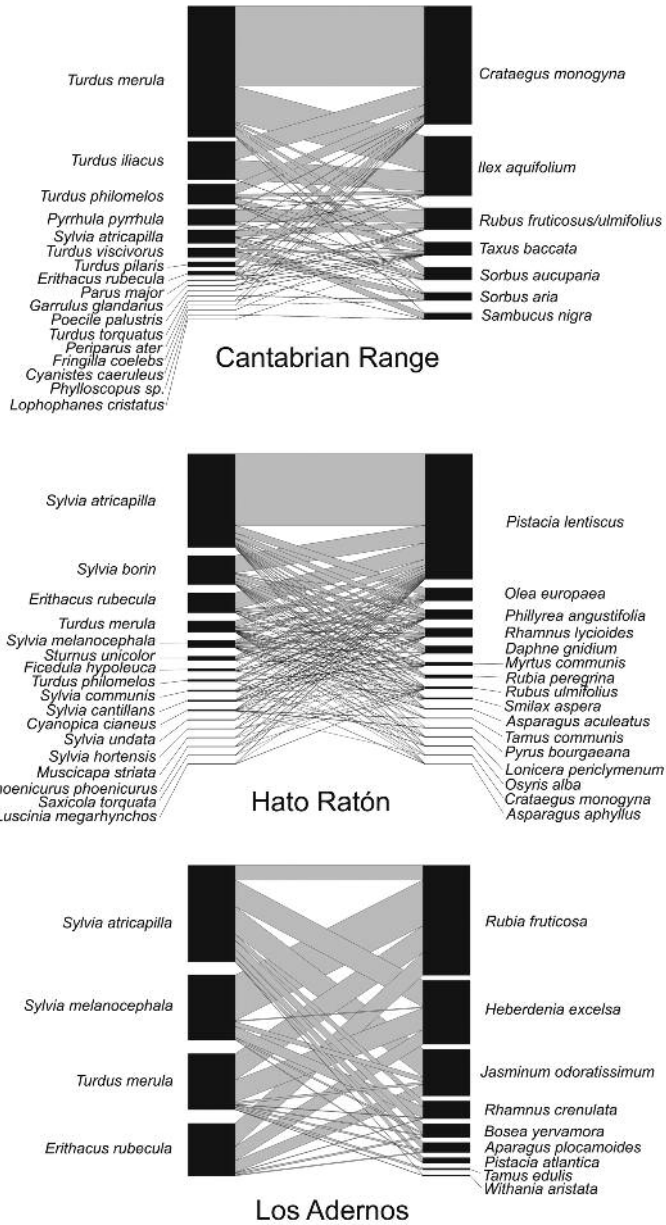 Turdus merula
Crataegus monogyna
Turdus iliacus
Ilex aquifolium
Turdus philomelos
Pyrrhula pyrrhula
Rubus fruticosus/ulmifolius
Sylvia atricapilla
Taxus baccata
Turdus viscivorus
Turdus pilaris
Sorbus aucuparia
Erithacus rubecula
Parus major
Sorbus aria
Garrulus glandarius
Poecile palustris
Sambucus nigra
Turdus torquatus
Periparus ater
Fringilla coelebs
Cyanistes caeruleus
Phylloscopus sp.
Lophophanes cristatus
Cantabrian Range
Sylvia atricapilla
Pistacia lentiscus
Sylvia borin
Olea europaea
Erithacus rubecula
Phillyrea angustifolia
Turdus merula
Rhamnus lycioides
Sylvia melanocephala
Daphne gnidium
Sturnus unicolor
Myrtus communis
Ficedula hypoleuca
Rubia peregrina
Turdus philomelos
Rubus ulmifolius
Sylvia communis
Smilax aspera
Sylvia cantillans
Asparagus aculeatus
Cyanopica cianeus
Tamus communis
Sylvia undata
Pyrus bourgaeana
Sylvia hortensis
Lonicera periclymenum
Muscicapa striata
Osyris alba
hoenicurus phoenicurus
Crataegus monogyna
Saxicola torquata
Asparagus aphyllus
Luscinia megarhynchos
Hato Ratón
Sylvia atricapilla
Rubia fruticosa
Sylvia melanocephala
Heberdenia excelsa
Turdus merula
Jasminum odoratissimum
Rhamnus crenulata
Bosea yervamora
Erithacus rubecula
Aparagus plocamoides
Pistacia atlantica
Tamus edulis
Withania aristata
Los Adernos